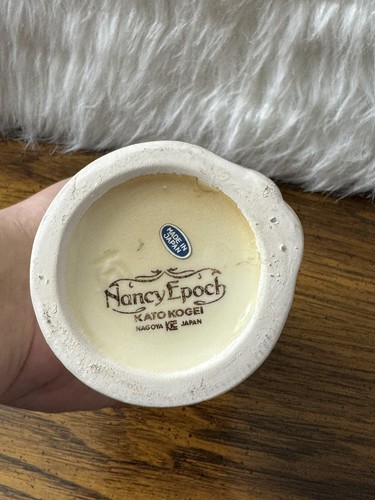 MADE IN
JAPAN
Nancy Epoch
KATO KOGEI
NAGOYA KE JAPAN